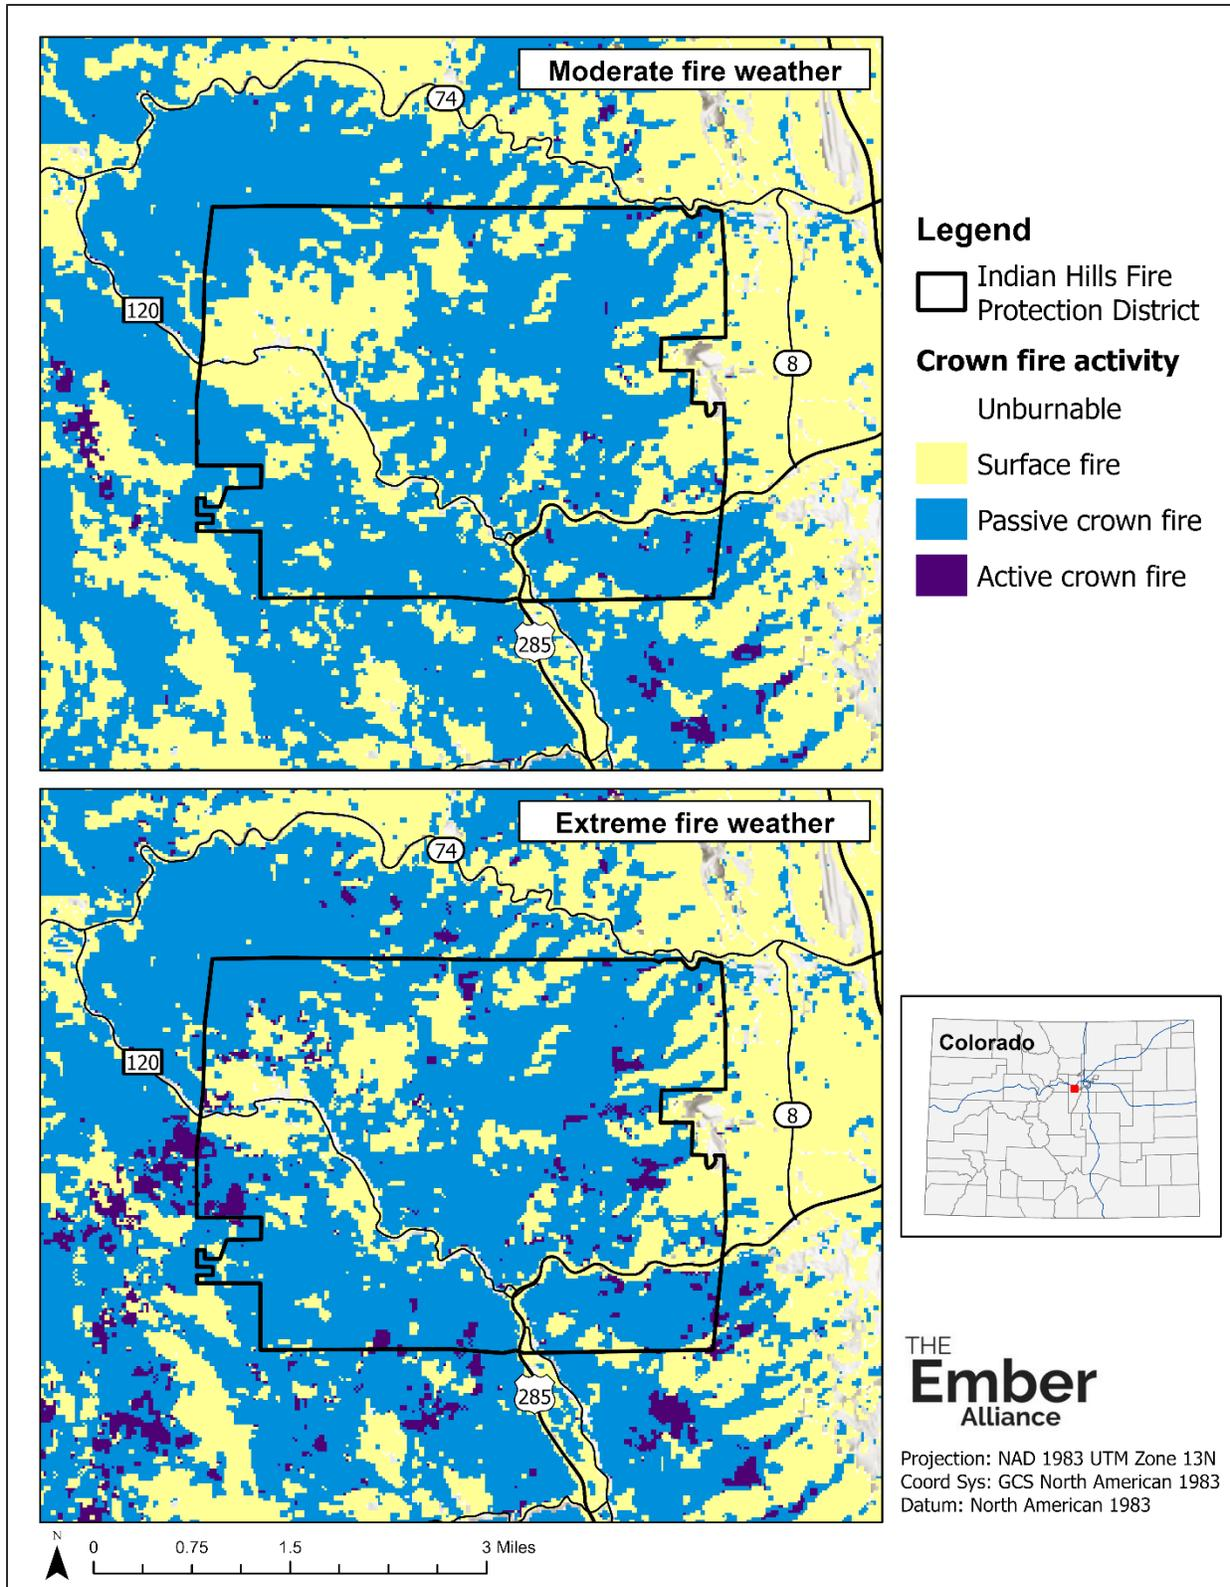 Moderate fire weather
74
120
8
285
Legend
Indian Hills Fire
Protection District
Crown fire activity
Unburnable
Surface fire
Passive crown fire
Active crown fire
Extreme fire weather
74
120
8
285
Colorado
THE
Ember
Alliance
Projection: NAD 1983 UTM Zone 13N
Coord Sys: GCS North American 1983
Datum: North American 1983
N
0 0.75 1.5 3 Miles